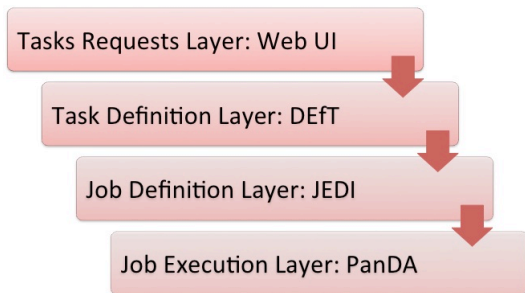 Tasks Requests Layer: Web UI
Task Definition Layer: DEfT
Job Definition Layer: JEDI
Job Execution Layer: PanDA